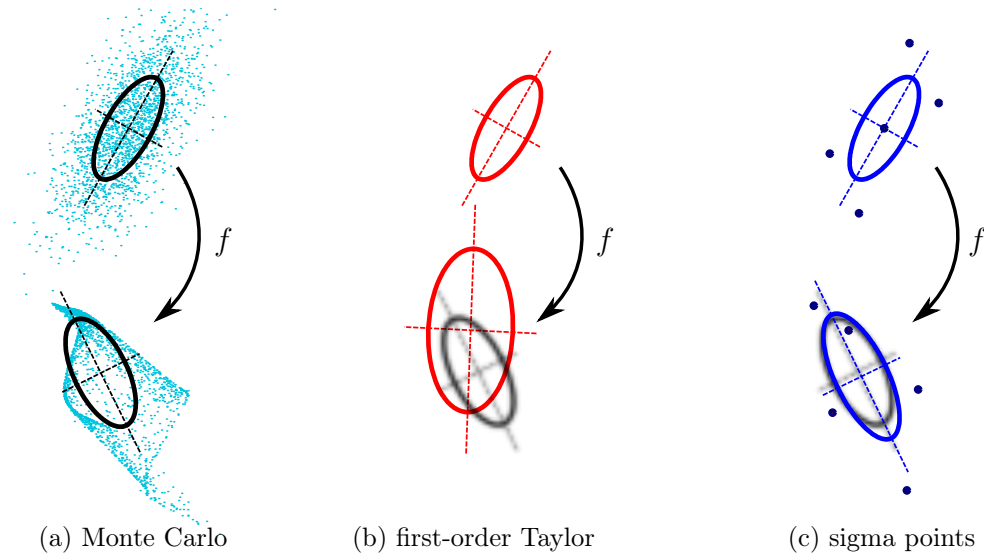 f
f
f
(a) Monte Carlo
(b) first-order Taylor
(c) sigma points